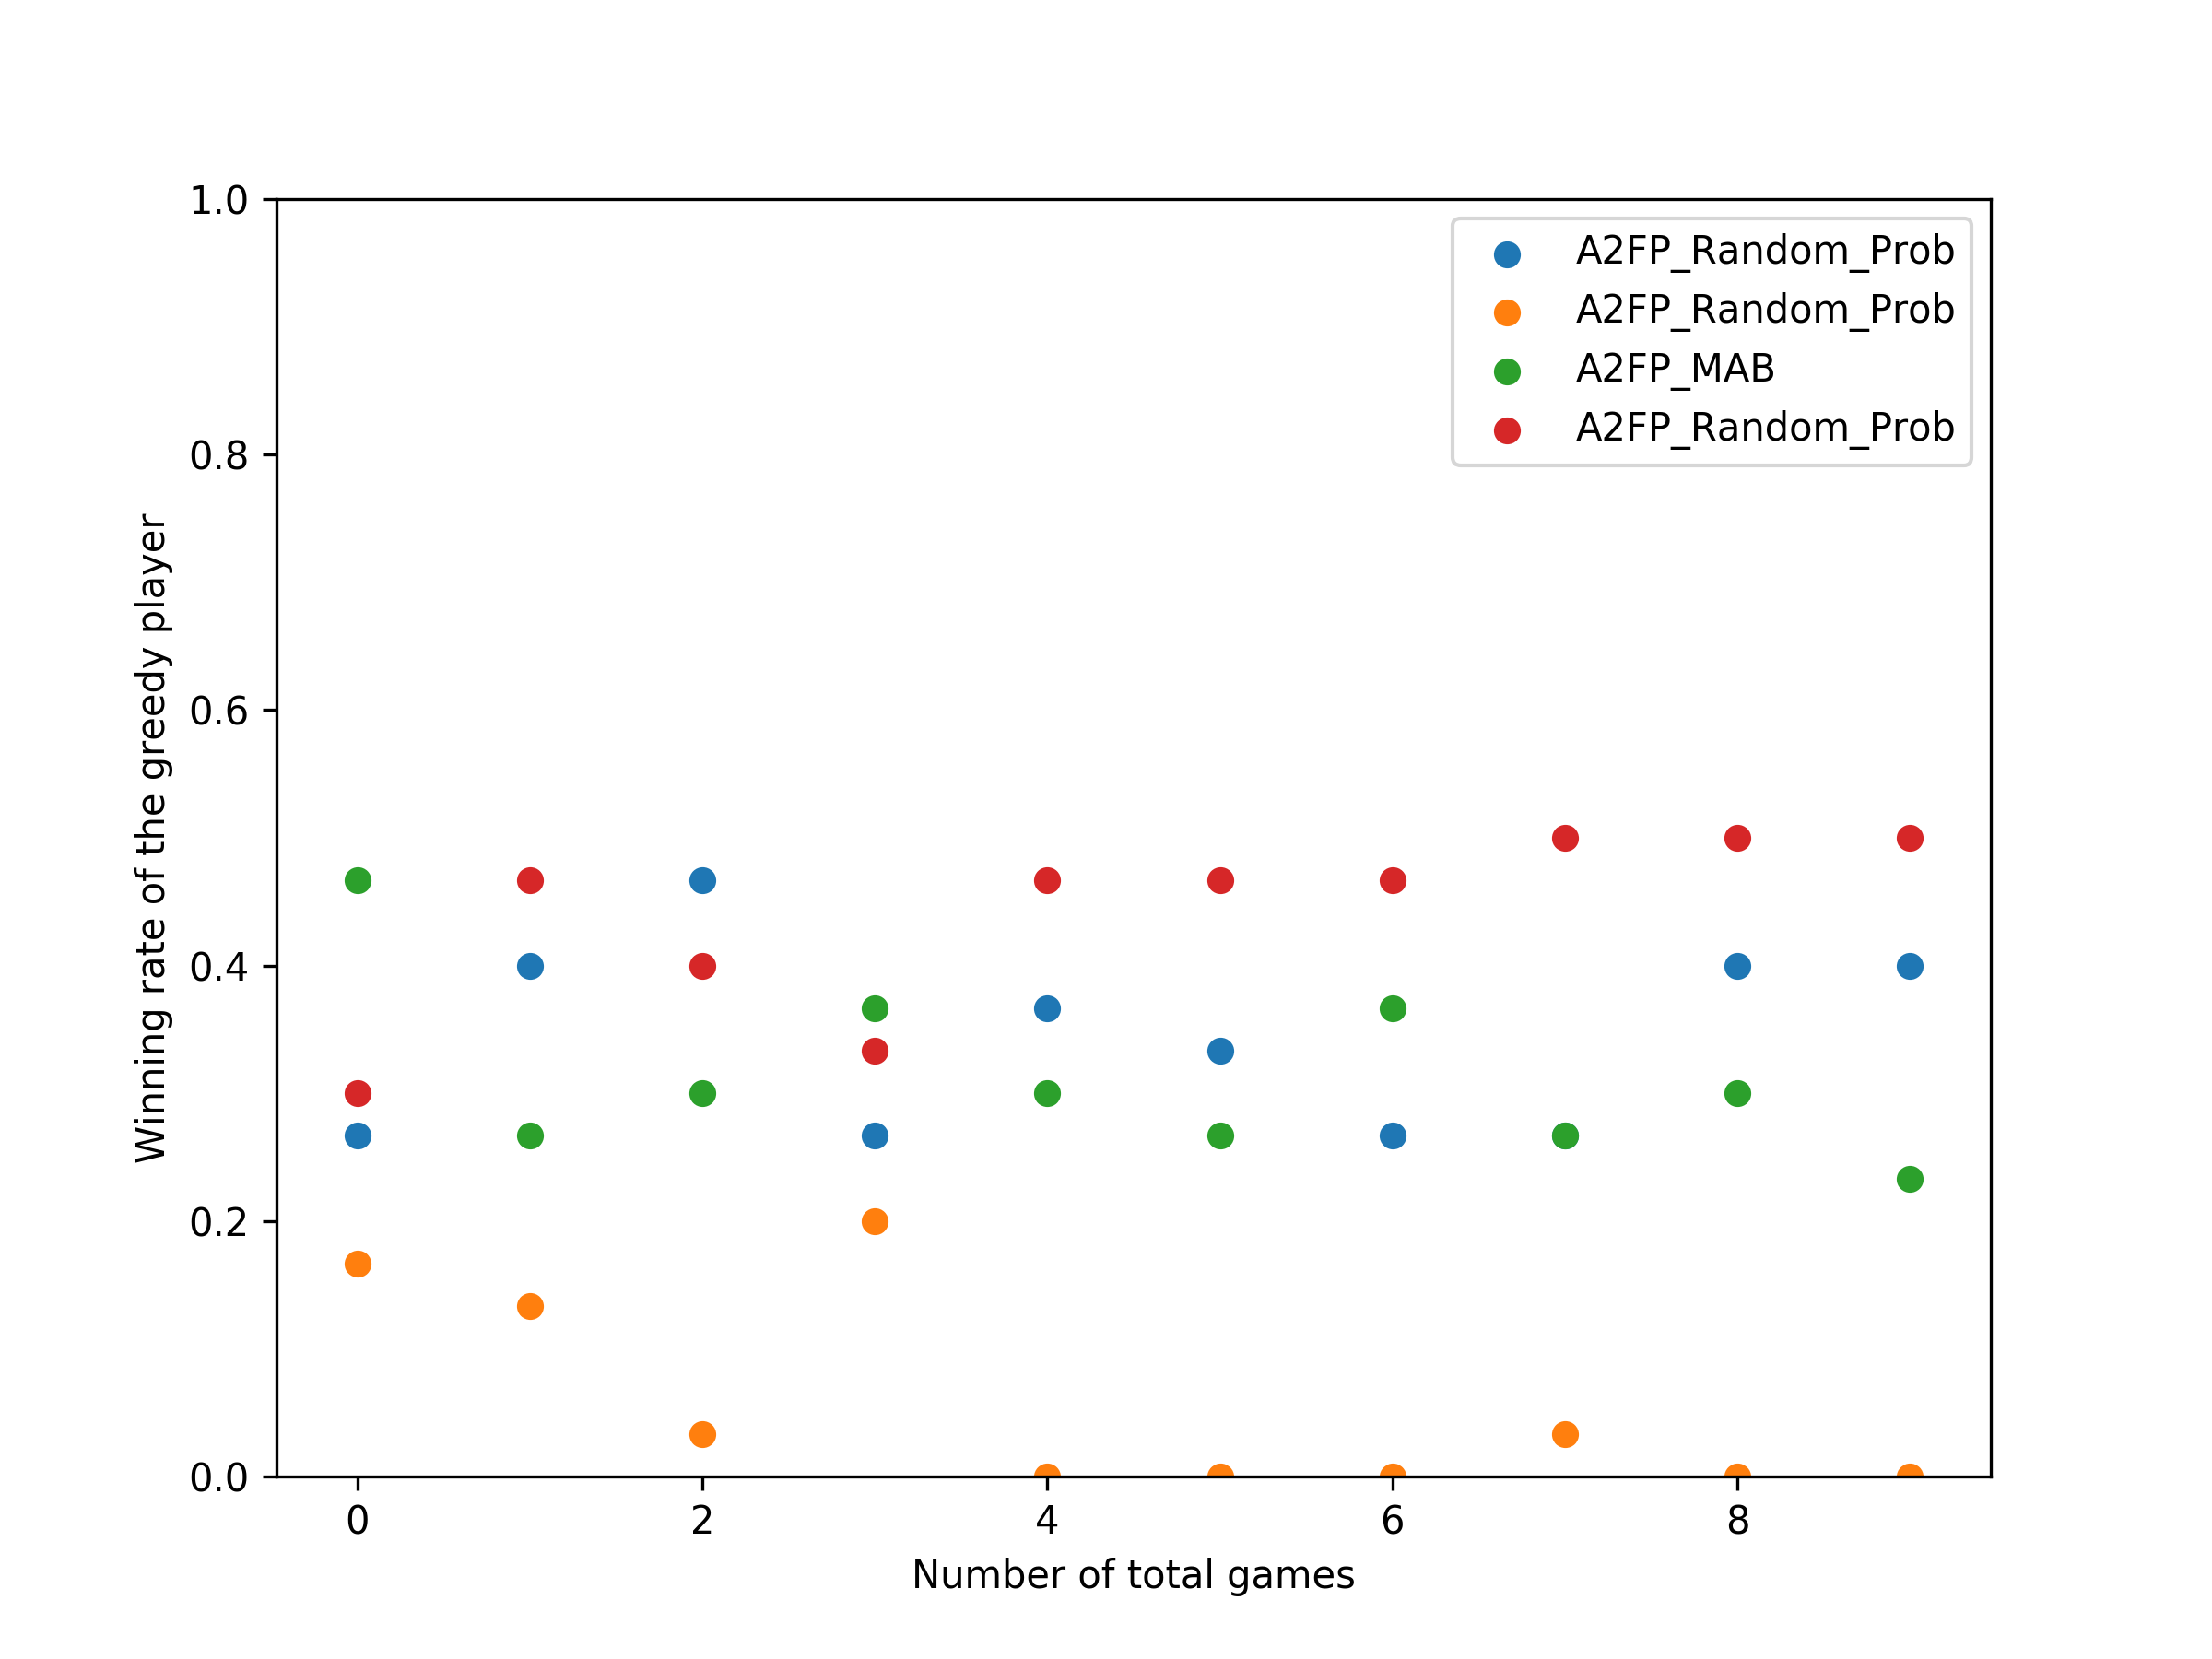 A2FP_Random_Prob
A2FP_Random_Prob
A2FP_MAB
A2FP_Random_Prob
Winning rate of the greedy player
1.0
0.8
0.6
0.4
0.2
0.0
0 2 4 6 8
Number of total games